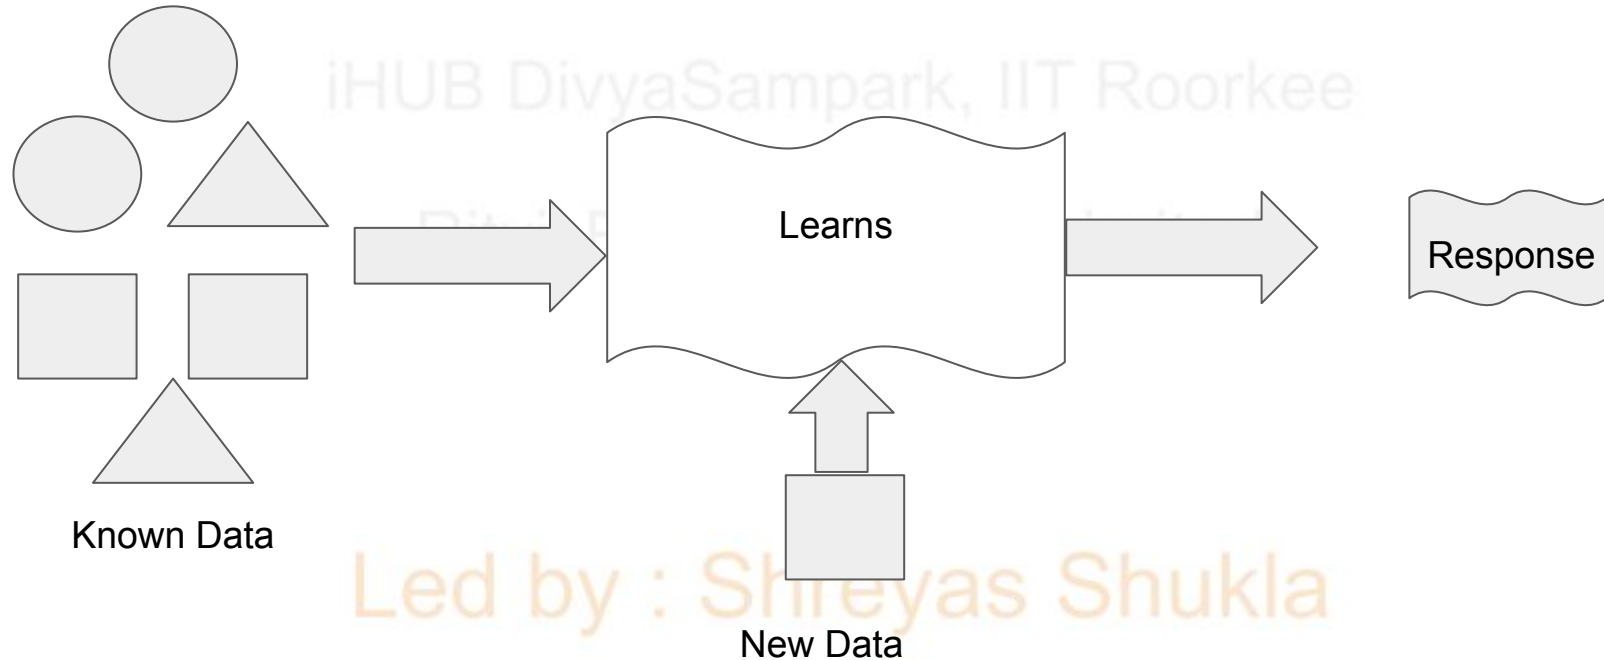 iHUB DivyaSampark, IIT Roorkee
Learns
Response
Known Data
Led by : Shreyas Shukla
New Data